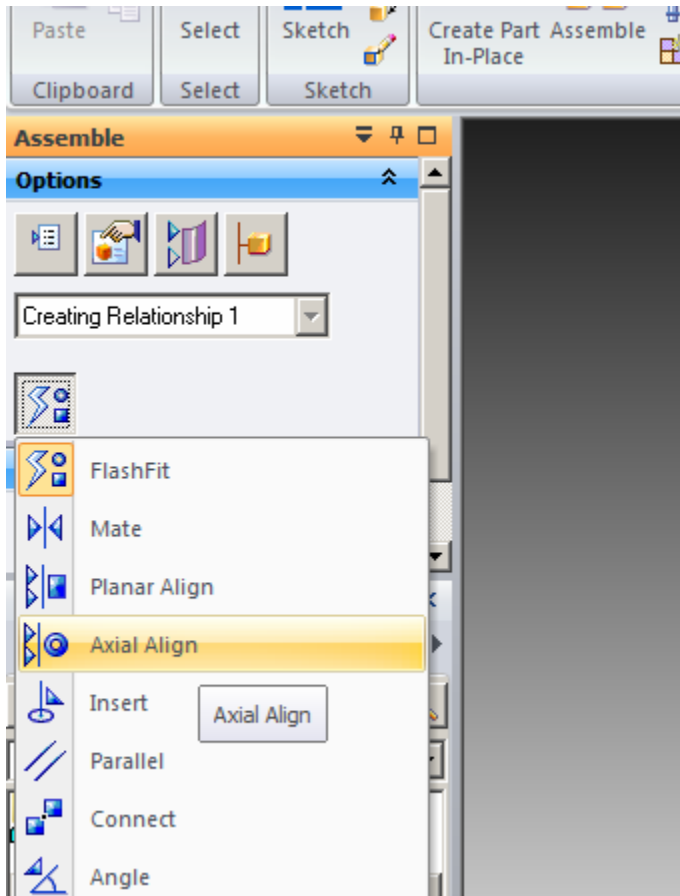 Paste
Select
Sketch
Create Part
In-Place
Assemble
Clipboard
Select
Sketch
Assemble
Options
Creating Relationship 1
FlashFit
Mate
Planar Align
Axial Align
Insert
Axial Align
Parallel
Connect
Angle